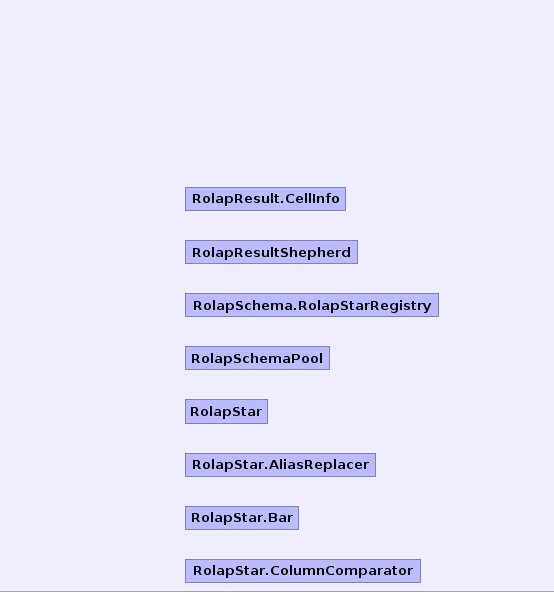 RolapResult.CellInfo
RolapResultShepherd
RolapSchema.RolapStarRegistry
RolapSchemaPool
RolapStar
RolapStar.AliasReplacer
RolapStar.Bar
RolapStar.ColumnComparator